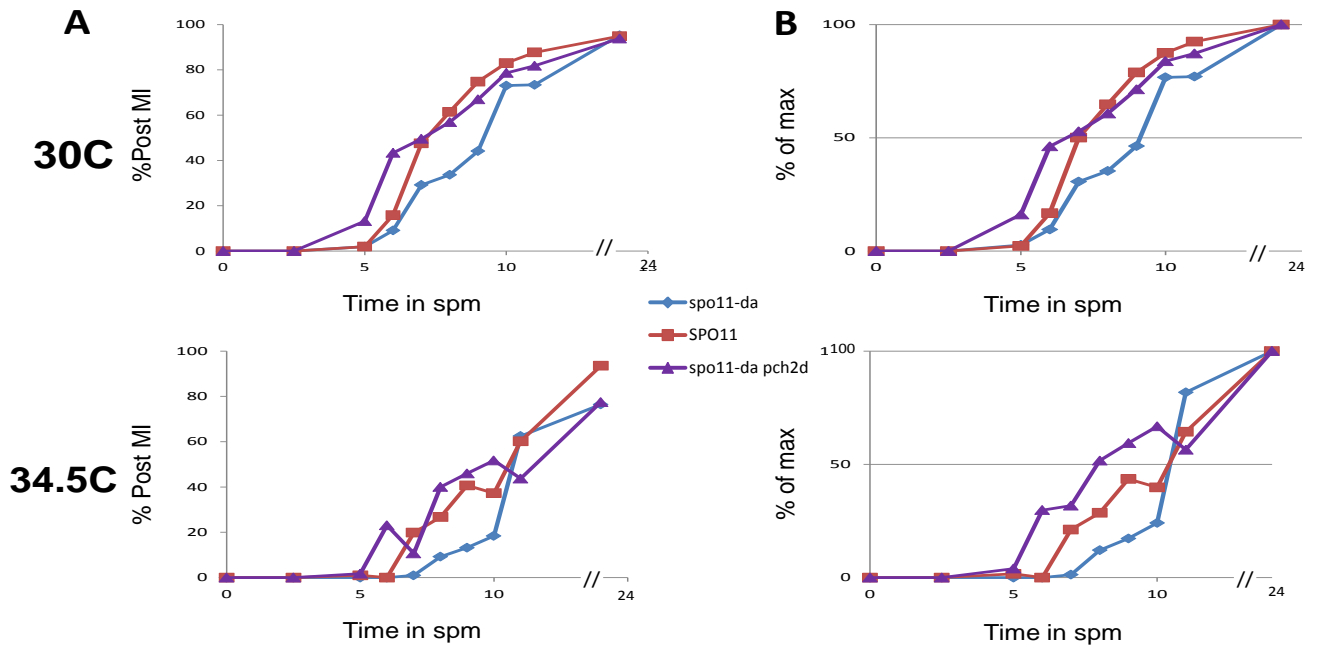 A
B
30C
%Post MI
100
80
60
40
20
0
0
5
10
//
24
Time in spm
% of max
100
50
0
0
5
10
//
24
Time in spm
spo11-da
SPO11
spo11-da pch2d
34.5C
% Post MI
100
80
60
40
20
0
0
5
10
//
24
Time in spm
% of max
1100
50
0
0
5
10
//
24
Time in spm